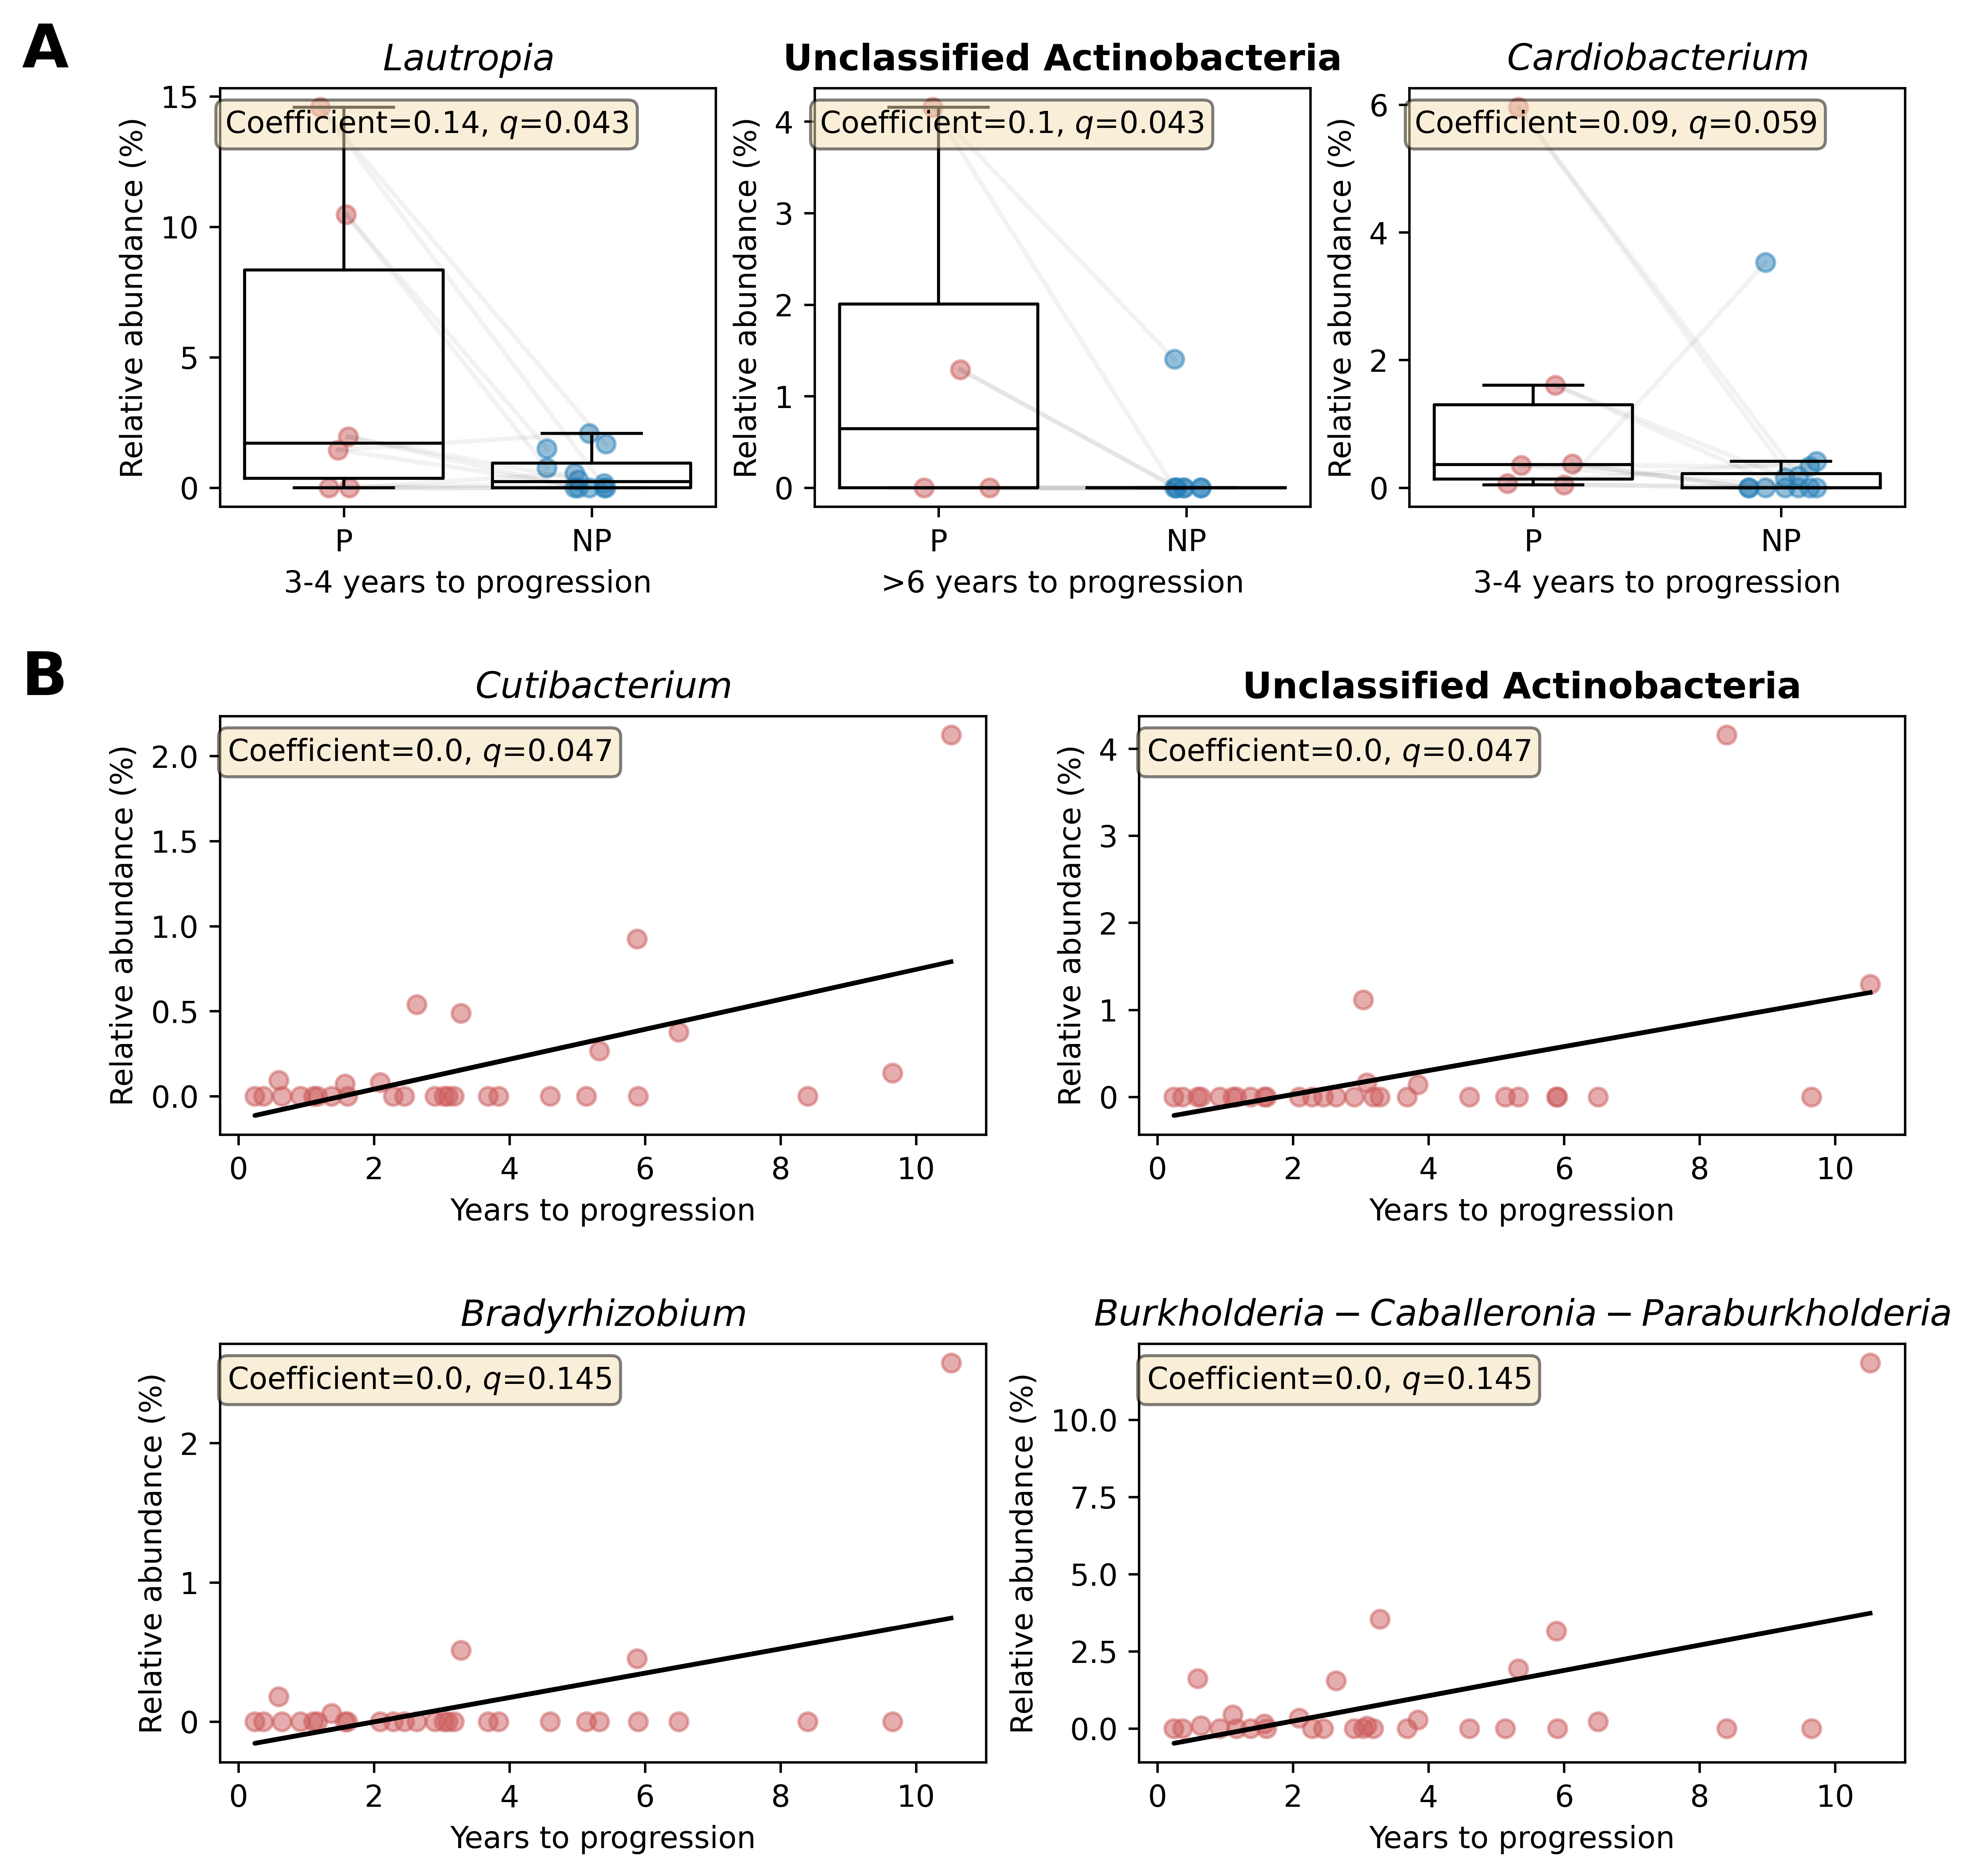 A
Lautropia
Unclassified Actinobacteria
Cardiobacterium
Coefficient=0.14, q=0.043
Coefficient=0.1, q=0.043
Coefficient=0.09, q=0.059
Relative abundance (%)
15
10
5
0
Relative abundance (%)
4
3
2
1
0
Relative abundance (%)
6
4
2
0
P
NP
P
NP
P
NP
3-4 years to progression
>6 years to progression
3-4 years to progression
B
Cutibacterium
Unclassified Actinobacteria
Coefficient=0.0, q=0.047
Coefficient=0.0, q=0.047
Relative abundance (%)
2.0
1.5
1.0
0.5
0.0
Relative abundance (%)
4
3
2
1
0
0 2 4 6 8 10
0 2 4 6 8 10
Years to progression
Years to progression
Bradyrhizobium
Burkholderia − Caballeronia − Paraburkholderia
Coefficient=0.0, q=0.145
Coefficient=0.0, q=0.145
Relative abundance (%)
2
1
0
Relative abundance (%)
10.0
7.5
5.0
2.5
0.0
0 2 4 6 8 10
0 2 4 6 8 10
Years to progression
Years to progression